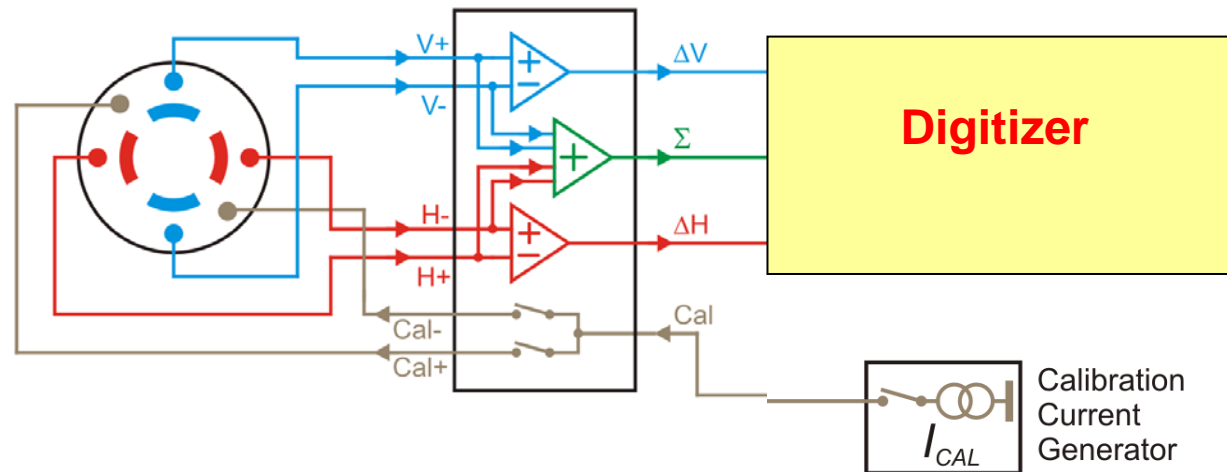 V+
ΔV
V-
Digitizer
Σ
H-
ΔH
H+
Cal
Cal-
Cal+
Calibration
Current
Generator
I_CAL